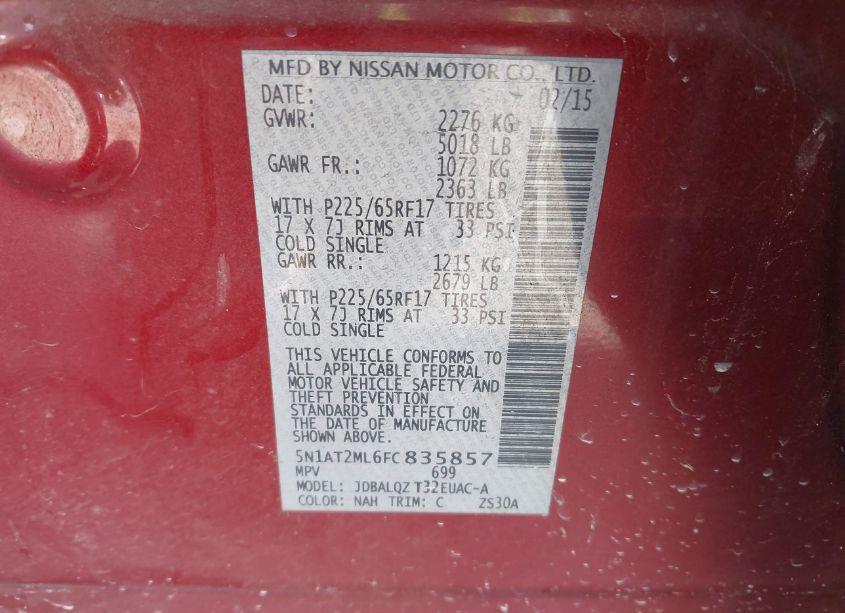 MFD BY NISSAN MOTOR CO., LTD.
DATE: 02/15
GVWR: 2276 KG
5018 LB
GAWR FR.: 1072 KG
2363 LB
WITH P225/65RF17 TIRES
17 X 7J RIMS AT 33 PSI
COLD SINGLE
GAWR RR.: 1215 KG
2679 LB
WITH P225/65RF17 TIRES
17 X 7J RIMS AT 33 PSI
COLD SINGLE
THIS VEHICLE CONFORMS TO
ALL APPLICABLE FEDERAL
MOTOR VEHICLE SAFETY AND
THEFT PREVENTION
STANDARDS IN EFFECT ON
THE DATE OF MANUFACTURE
SHOWN ABOVE.
5N1AT2ML6FC835857
MPV 699
MODEL: JDBALQZ T32EUAC-A
COLOR: NAH TRIM: C ZS30A